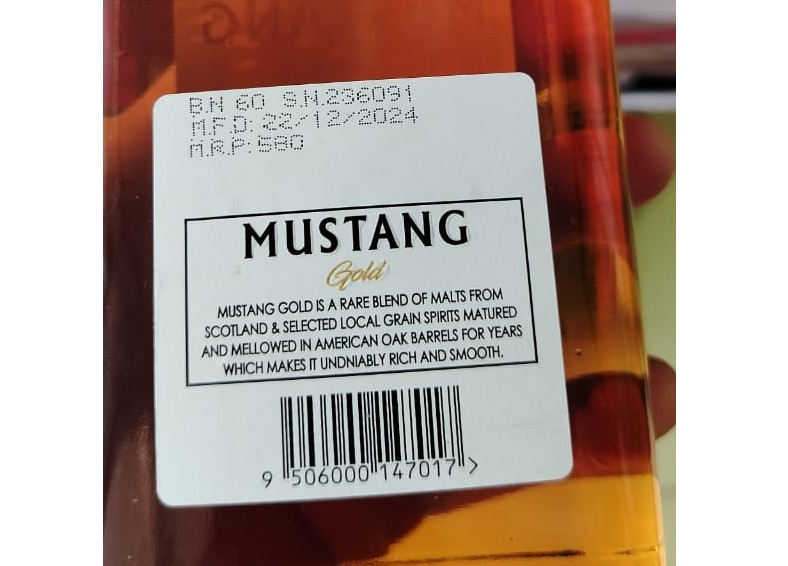 B.N 60 S.N.236091
M.F.D: 22/12/2024
M.R.P: 580
MUSTANG
Gold
MUSTANG GOLD IS A RARE BLEND OF MALTS FROM
SCOTLAND & SELECTED LOCAL GRAIN SPIRITS MATURED
AND MELLOWED IN AMERICAN OAK BARRELS FOR YEARS
WHICH MAKES IT UNDNIABLY RICH AND SMOOTH.
9 506000 147017 >